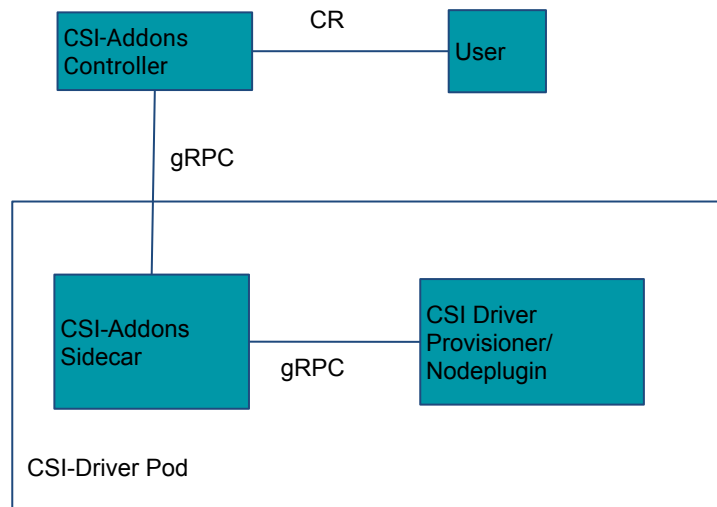 CSI-Addons
Controller
CR
User
gRPC
CSI-Addons
Sidecar
gRPC
CSI Driver
Provisioner/
Nodeplugin
CSI-Driver Pod